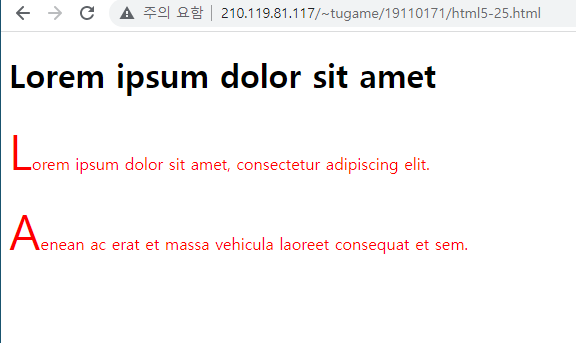 주의 요함 | 210.119.81.117/~tugame/19110171/html5-25.html
Lorem ipsum dolor sit amet
Lorem ipsum dolor sit amet, consectetur adipiscing elit.
Aenean ac erat et massa vehicula laoreet consequat et sem.